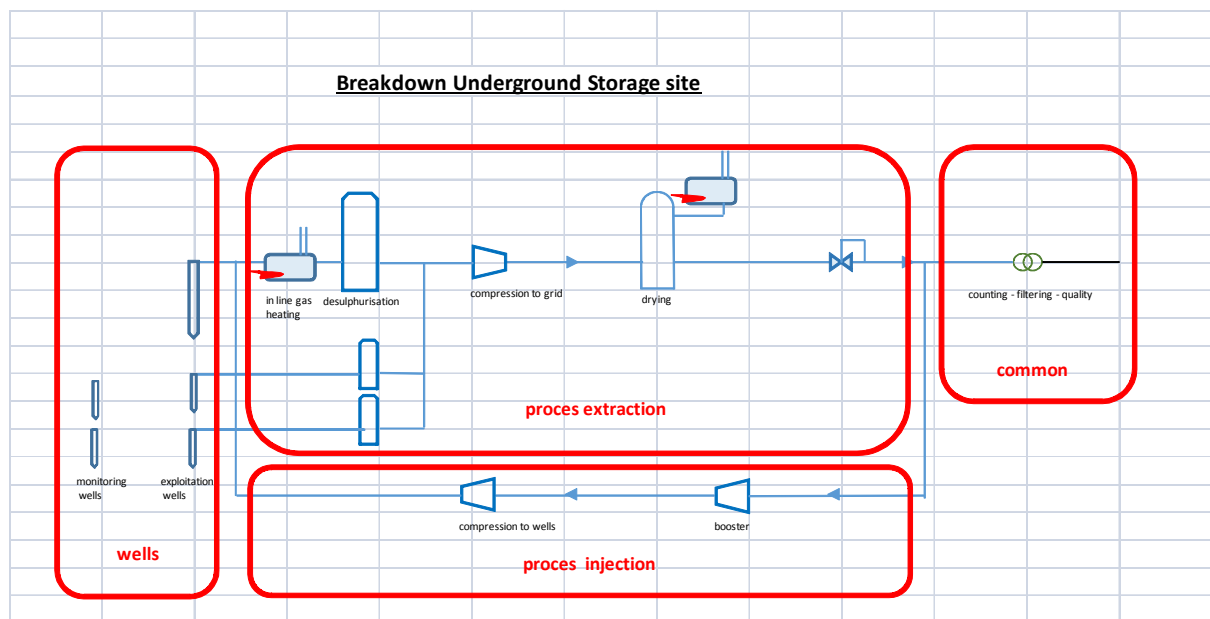 Breakdown Underground Storage site
in line gas
heating
desulphurisation
compression to grid
drying
counting - filtering - quality
common
proces extraction
monitoring
wells
exploitation
wells
wells
compression to wells
booster
proces  injection